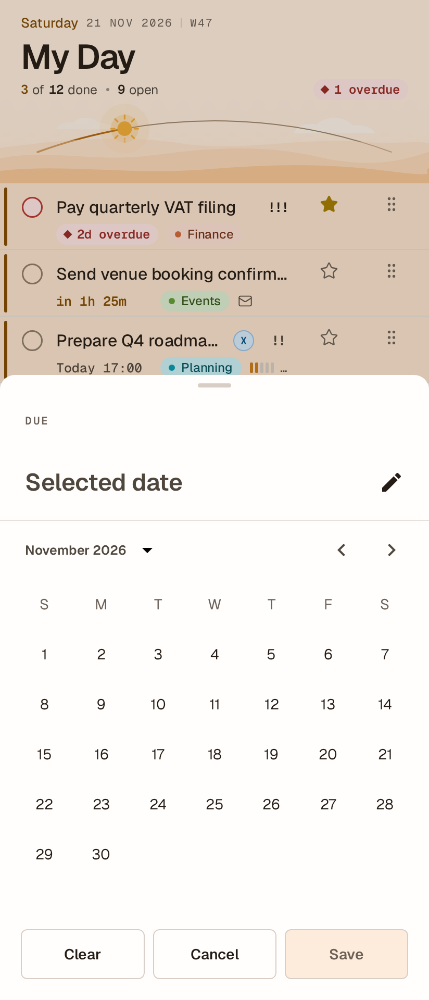 Saturday 21 NOV 2026 | W47
My Day
3 of 12 done • 9 open
1 overdue
Pay quarterly VAT filing !!!
2d overdue Finance
Send venue booking confirm…
in 1h 25m Events
Prepare Q4 roadma… X !!
Today 17:00 Planning …
DUE
Selected date
November 2026
S M T W T F S
1 2 3 4 5 6 7
8 9 10 11 12 13 14
15 16 17 18 19 20 21
22 23 24 25 26 27 28
29 30
Clear Cancel Save